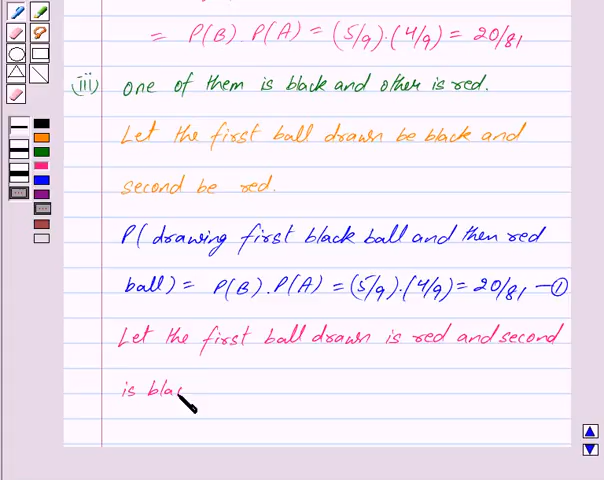 = P(B) . P(A) = (5/9) . (4/9) = 20/81
(iii) one of them is black and other is red.
Let the first ball drawn be black and
second be red.
P( drawing first black ball and then red
ball) = P(B) . P(A) = (5/9) . (4/9) = 20/81 —①
Let the first ball drawn is red and second
is blac